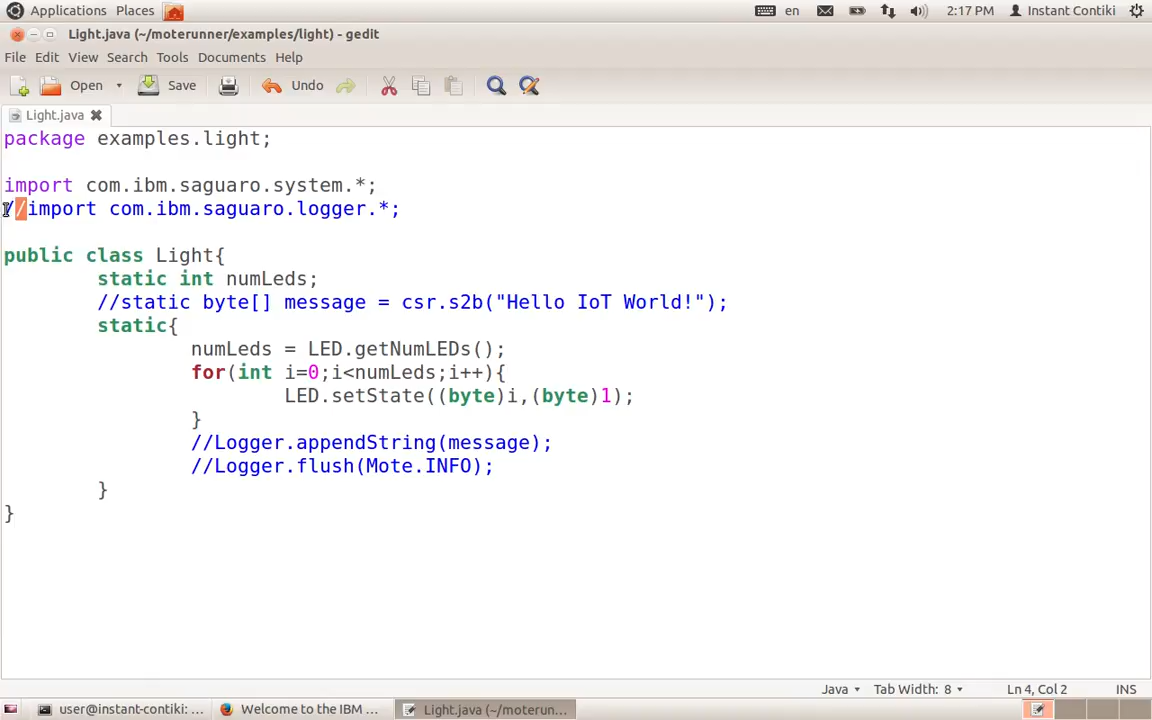 Applications Places en 2:17 PM Instant Contiki
Light.java (~/moterunner/examples/light) - gedit
File Edit View Search Tools Documents Help
Open Save Undo
Light.java
package examples.light;
import com.ibm.saguaro.system.*;
//import com.ibm.saguaro.logger.*;
public class Light{
static int numLeds;
//static byte[] message = csr.s2b("Hello IoT World!");
static{
numLeds = LED.getNumLEDs();
for(int i=0;i<numLeds;i++){
LED.setState((byte)i,(byte)1);
}
//Logger.appendString(message);
//Logger.flush(Mote.INFO);
}
}
Java Tab Width: 8 Ln 4, Col 2 INS
user@instant-contiki: ... Welcome to the IBM ... Light.java (~/moterun...